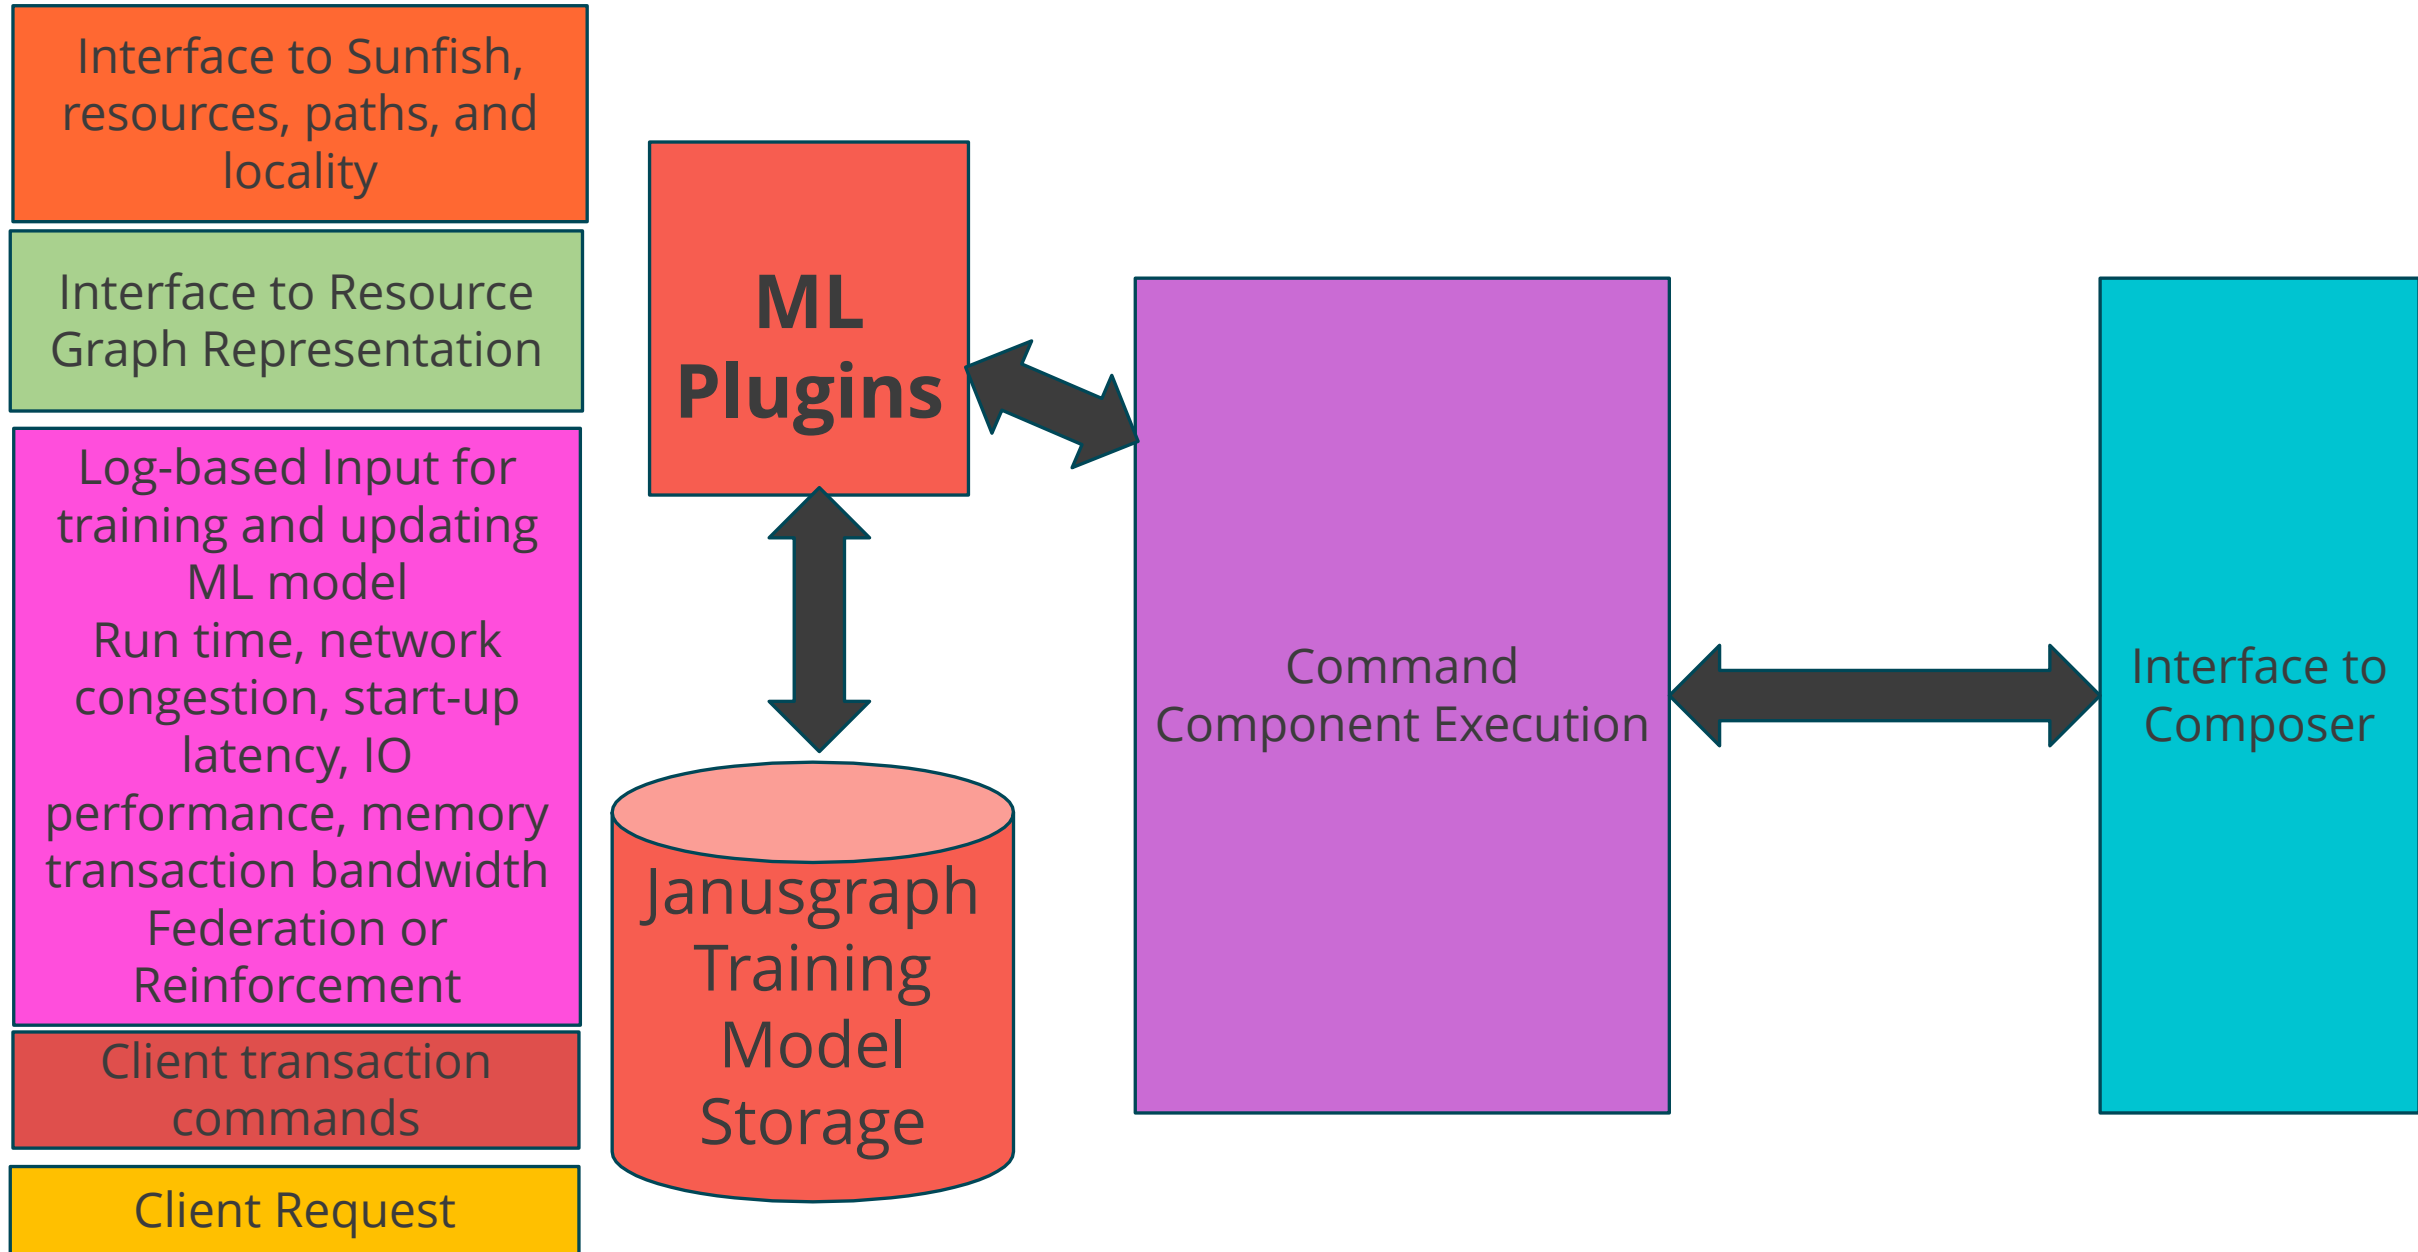 Interface to Sunfish,
resources, paths, and
locality
Interface to Resource
Graph Representation
Log-based Input for
training and updating
ML model
Run time, network
congestion, start-up
latency, IO
performance, memory
transaction bandwidth
Federation or
Reinforcement
Client transaction
commands
Client Request
ML
Plugins
Janusgraph
Training
Model
Storage
Command
Component Execution
Interface to
Composer